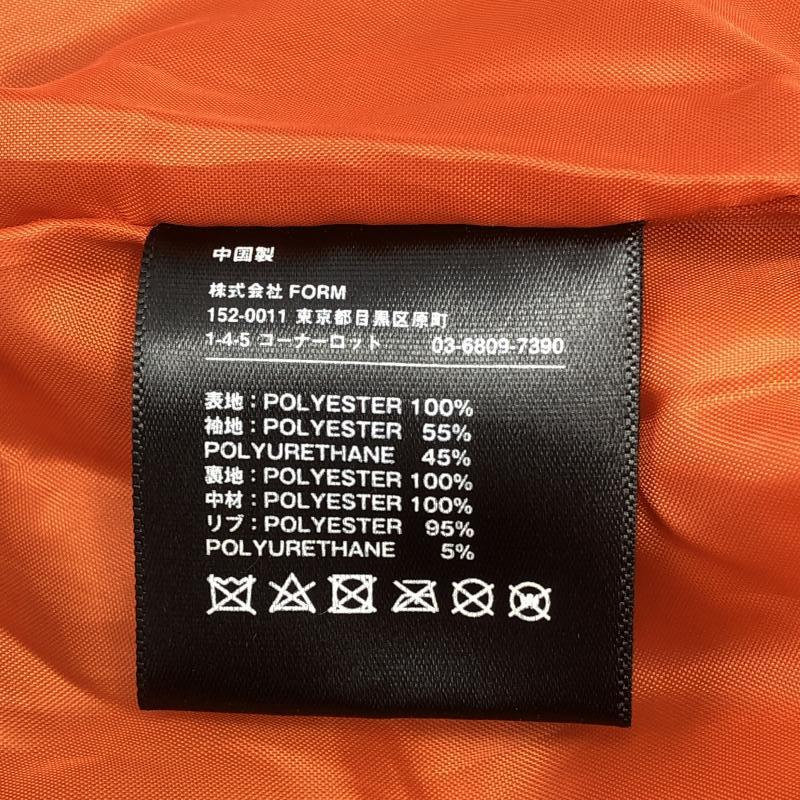 中国製
株式会社 FORM
152-0011 東京都目黒区原町
1-4-5 コーナーロット 03-6809-7390
表地：POLYESTER 100%
袖地：POLYESTER 55%
POLYURETHANE 45%
裏地：POLYESTER 100%
中材：POLYESTER 100%
リブ：POLYESTER 95%
POLYURETHANE 5%
W